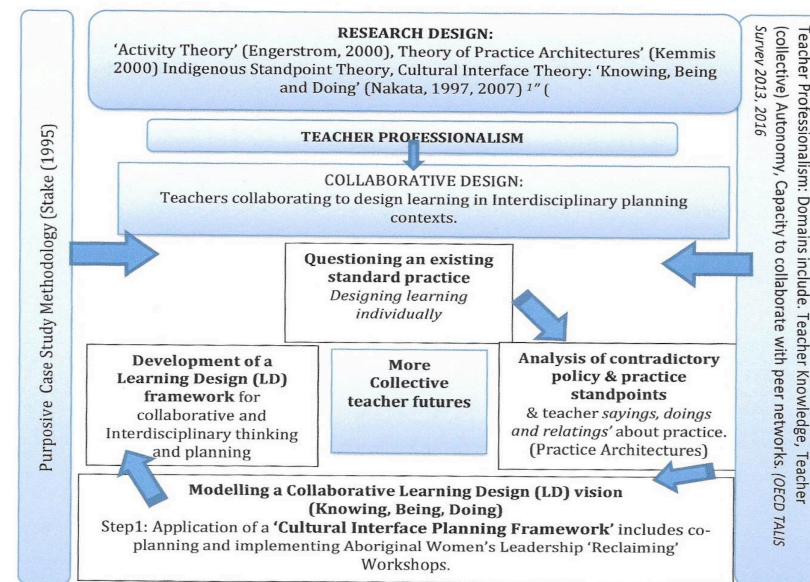 RESEARCH DESIGN:
‘Activity Theory’ (Engerstrom, 2000), Theory of Practice Architectures’ (Kemmis
2000) Indigenous Standpoint Theory, Cultural Interface Theory: ‘Knowing, Being
and Doing’ (Nakata, 1997, 2007) 1” (
TEACHER PROFESSIONALISM
COLLABORATIVE DESIGN:
Teachers collaborating to design learning in Interdisciplinary planning
contexts.
Purposive Case Study Methodology (Stake (1995)
Teacher Professionalism: Domains include. Teacher Knowledge, Teacher
(collective) Autonomy, Capacity to collaborate with peer networks. (OECD TALIS
Survey 2013, 2016
Questioning an existing
standard practice
Designing learning
individually
Development of a
Learning Design (LD)
framework for
collaborative and
Interdisciplinary thinking
and planning
More
Collective
teacher futures
Analysis of contradictory
policy & practice
standpoints
& teacher sayings, doings
and relatings’ about practice.
(Practice Architectures)
Modelling a Collaborative Learning Design (LD) vision
(Knowing, Being, Doing)
Step1: Application of a ‘Cultural Interface Planning Framework’ includes co-
planning and implementing Aboriginal Women’s Leadership ‘Reclaiming’
Workshops.